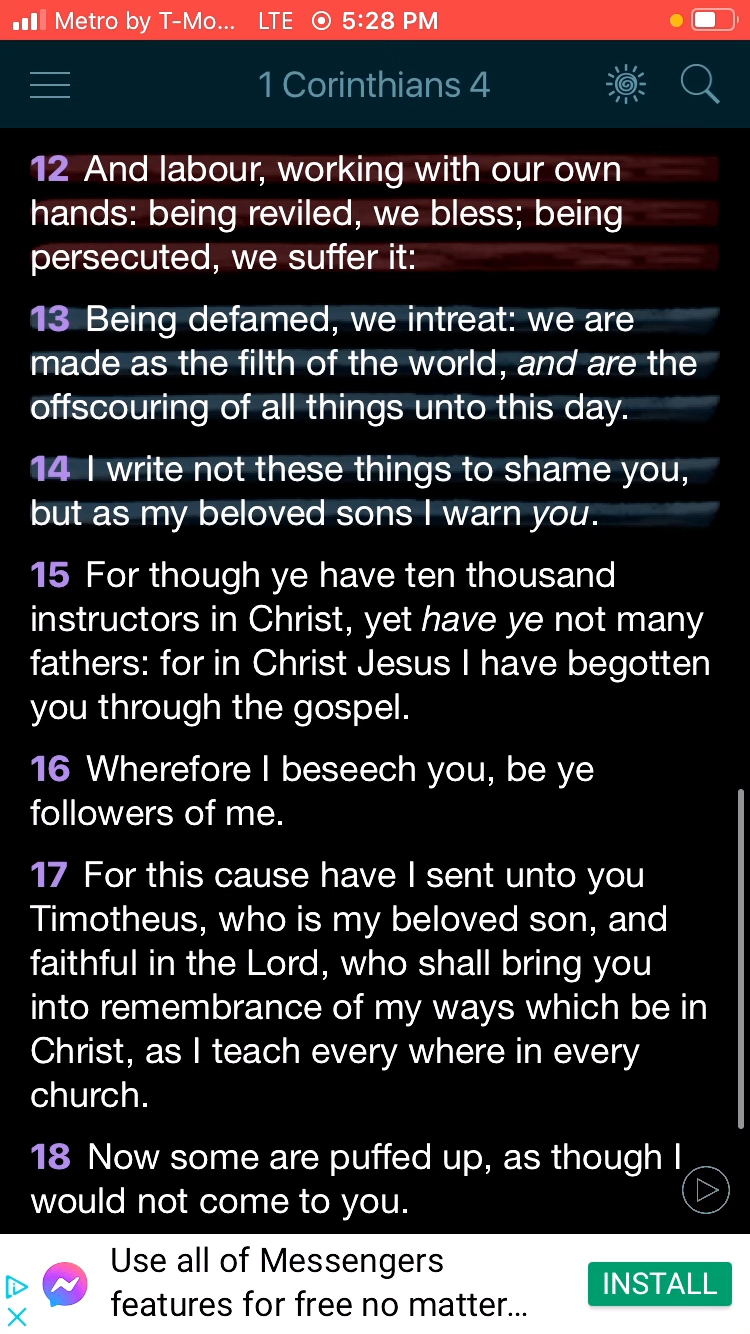 Metro by T-Mo... LTE 5:28 PM
1 Corinthians 4
12 And labour, working with our own
hands: being reviled, we bless; being
persecuted, we suffer it:
13 Being defamed, we intreat: we are
made as the filth of the world, and are the
offscouring of all things unto this day.
14 I write not these things to shame you,
but as my beloved sons I warn you.
15 For though ye have ten thousand
instructors in Christ, yet have ye not many
fathers: for in Christ Jesus I have begotten
you through the gospel.
16 Wherefore I beseech you, be ye
followers of me.
17 For this cause have I sent unto you
Timotheus, who is my beloved son, and
faithful in the Lord, who shall bring you
into remembrance of my ways which be in
Christ, as I teach every where in every
church.
18 Now some are puffed up, as though I
would not come to you.
Use all of Messengers
features for free no matter...
INSTALL